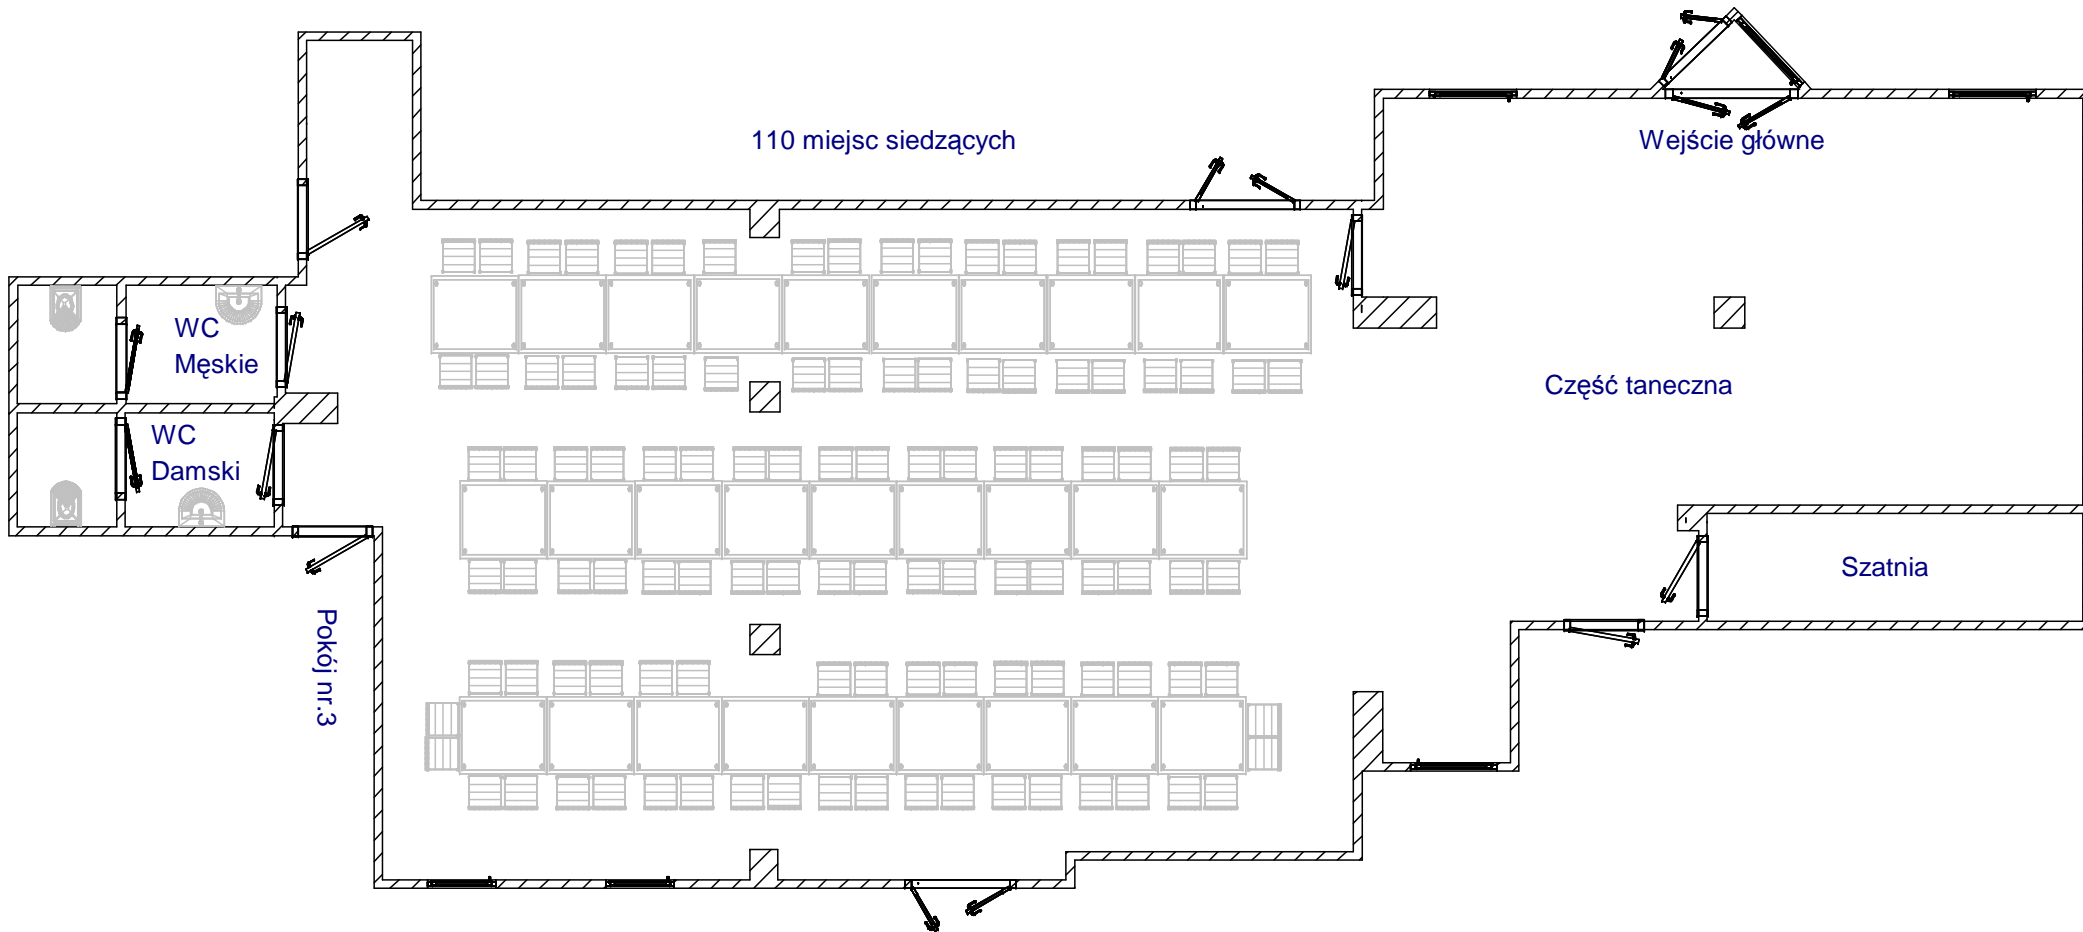 110 miejsc siedzących
Wejście główne
WC
Męskie
Część taneczna
WC
Damski
Szatnia
Pokój nr.3